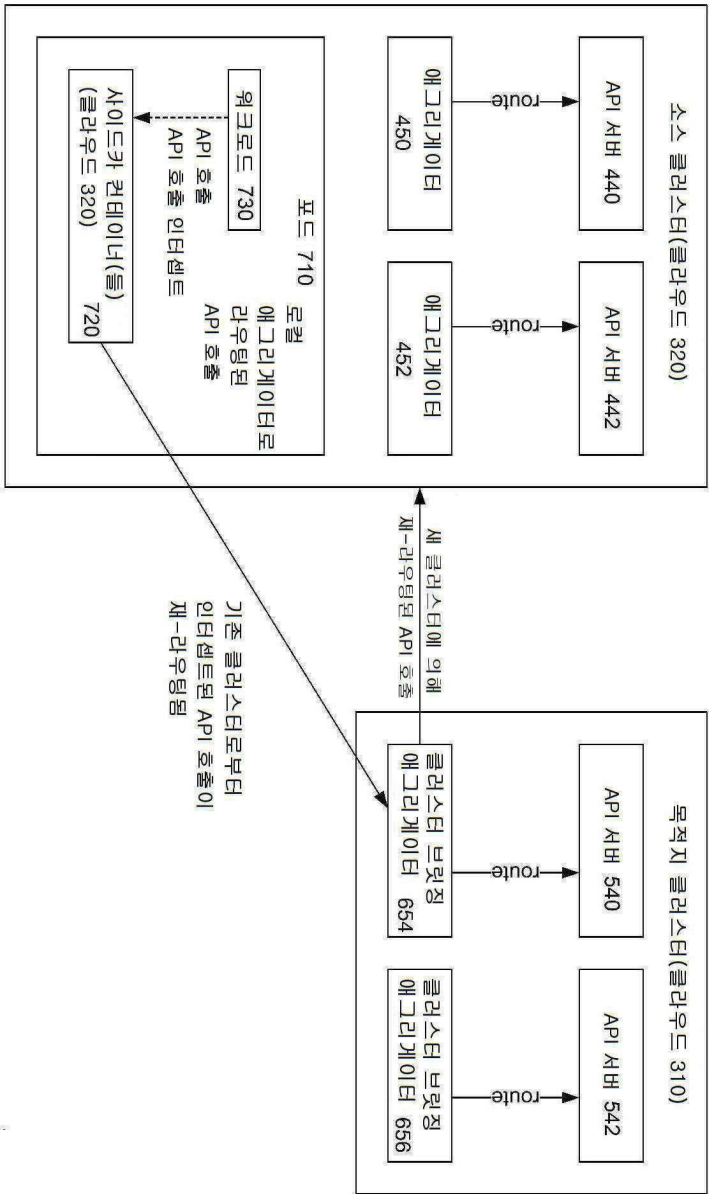 소스 클러스터(클라우드 320)
API 서버 440
route
애그리게이터
450
API 서버 442
route
애그리게이터
452
포드 710
워크로드 730
API 호출
API 호출 인터셉트
사이드카 컨테이너(들)
(클라우드 320)
720
로컬
애그리게이터로
라우팅된
API 호출
새 클러스터에 의해
재-라우팅된 API 호출
기존 클러스터로부터
인터셉트된 API 호출이
재-라우팅됨
목적지 클러스터(클라우드 310)
API 서버 540
route
클러스터 브릿징
애그리게이터 654
API 서버 542
route
클러스터 브릿징
애그리게이터 656